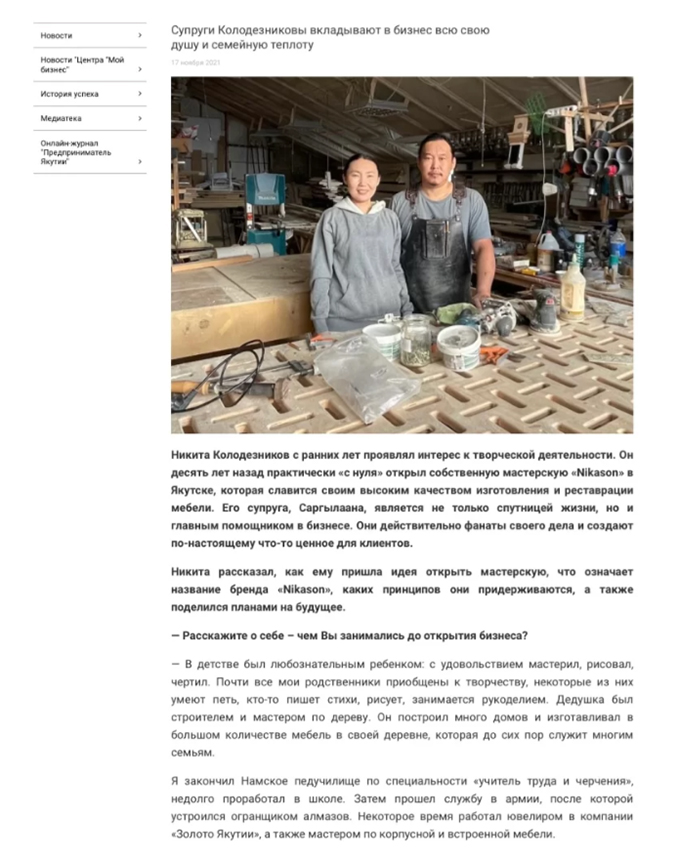 Новости
Новости "Центра "Мой
бизнес"
История успеха
Медиатека
Онлайн-журнал
"Предприниматель
Якутии"
Супруги Колодезниковы вкладывают в бизнес всю свою
душу и семейную теплоту
17 ноября 2021
Никита Колодезников с ранних лет проявлял интерес к творческой деятельности. Он
десять лет назад практически «с нуля» открыл собственную мастерскую «Nikason» в
Якутске, которая славится своим высоким качеством изготовления и реставрации
мебели. Его супруга, Саргылаана, является не только спутницей жизни, но и
главным помощником в бизнесе. Они действительно фанаты своего дела и создают
по-настоящему что-то ценное для клиентов.
Никита рассказал, как ему пришла идея открыть мастерскую, что означает
название бренда «Nikason», каких принципов они придерживаются, а также
поделился планами на будущее.
— Расскажите о себе – чем Вы занимались до открытия бизнеса?
— В детстве был любознательным ребенком: с удовольствием мастерил, рисовал,
чертил. Почти все мои родственники приобщены к творчеству, некоторые из них
умеют петь, кто-то пишет стихи, рисует, занимается рукоделием. Дедушка был
строителем и мастером по дереву. Он построил много домов и изготавливал в
большом количестве мебель в своей деревне, которая до сих пор служит многим
семьям.
Я закончил Намское педучилище по специальности «учитель труда и черчения»,
недолго проработал в школе. Затем прошел службу в армии, после которой
устроился огранщиком алмазов. Некоторое время работал ювелиром в компании
«Золото Якутии», а также мастером по корпусной и встроенной мебели.